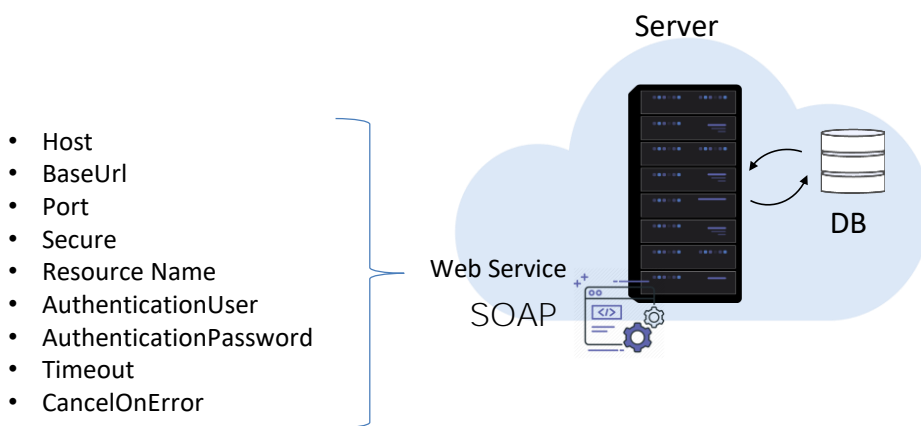 Server
• Host
• BaseUrl
• Port
• Secure
• Resource Name
• AuthenticationUser
• AuthenticationPassword
• Timeout
• CancelOnError
Web Service
SOAP
</>
DB